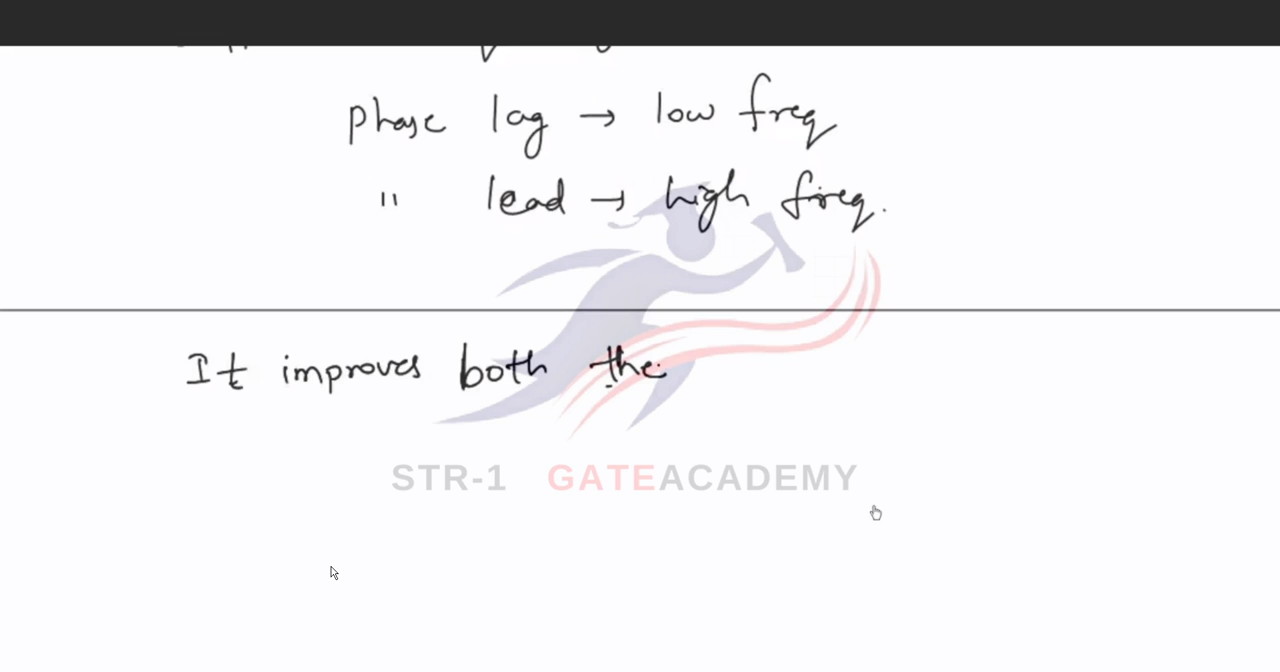 phase lag → low freq
" lead → high freq.
It improves both the
STR-1 GATEACADEMY